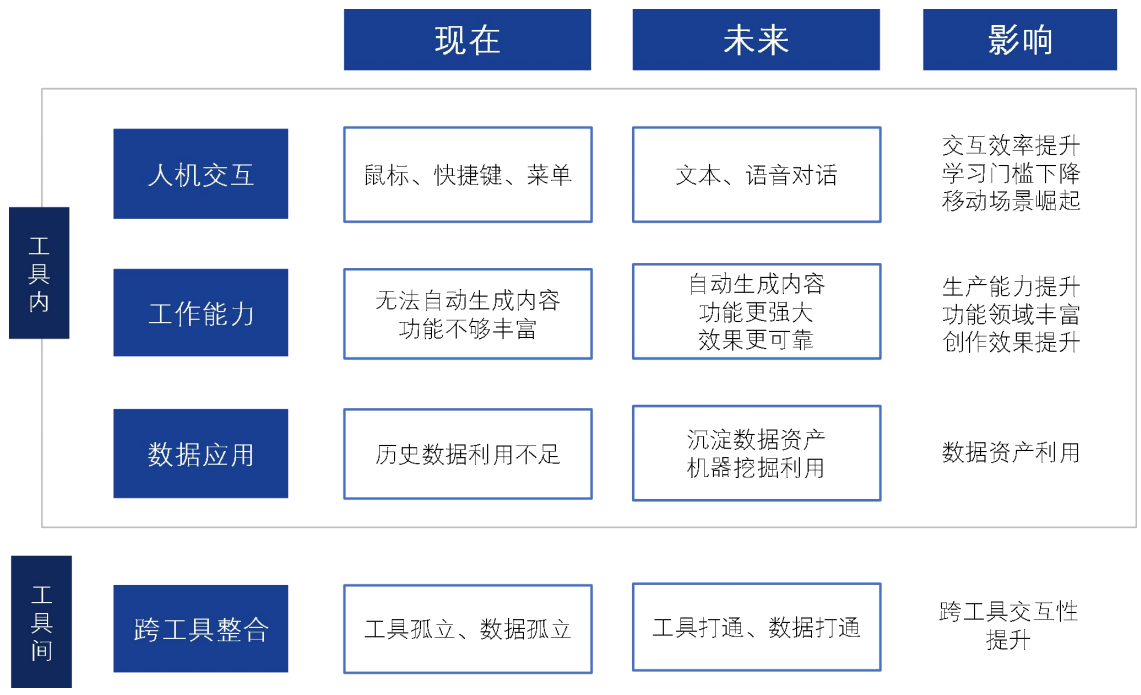 现在
未来
影响
工具内
人机交互
鼠标、快捷键、菜单
文本、语音对话
交互效率提升
学习门槛下降
移动场景崛起
工作能力
无法自动生成内容
功能不够丰富
自动生成内容
功能更强大
效果更可靠
生产能力提升
功能领域丰富
创作效果提升
数据应用
历史数据利用不足
沉淀数据资产
机器挖掘利用
数据资产利用
工具间
跨工具整合
工具孤立、数据孤立
工具打通、数据打通
跨工具交互性
提升